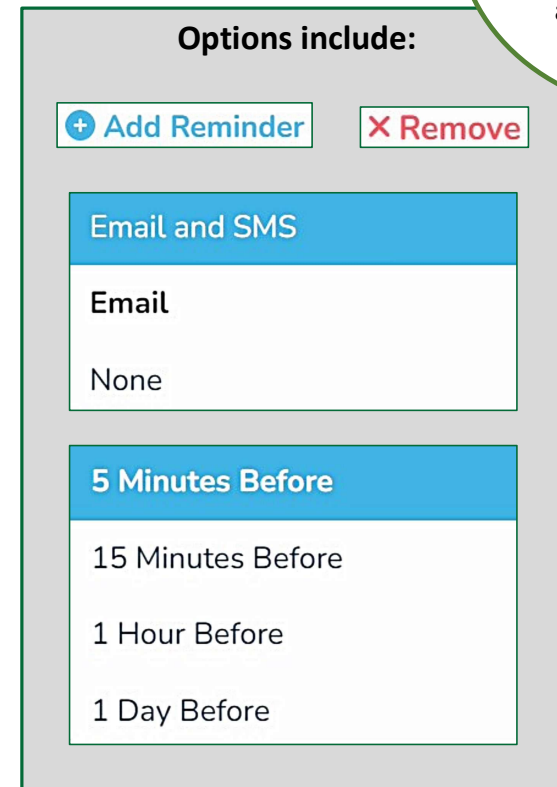 Options include:
Add Reminder
× Remove
Email and SMS
Email
None
5 Minutes Before
15 Minutes Before
1 Hour Before
1 Day Before